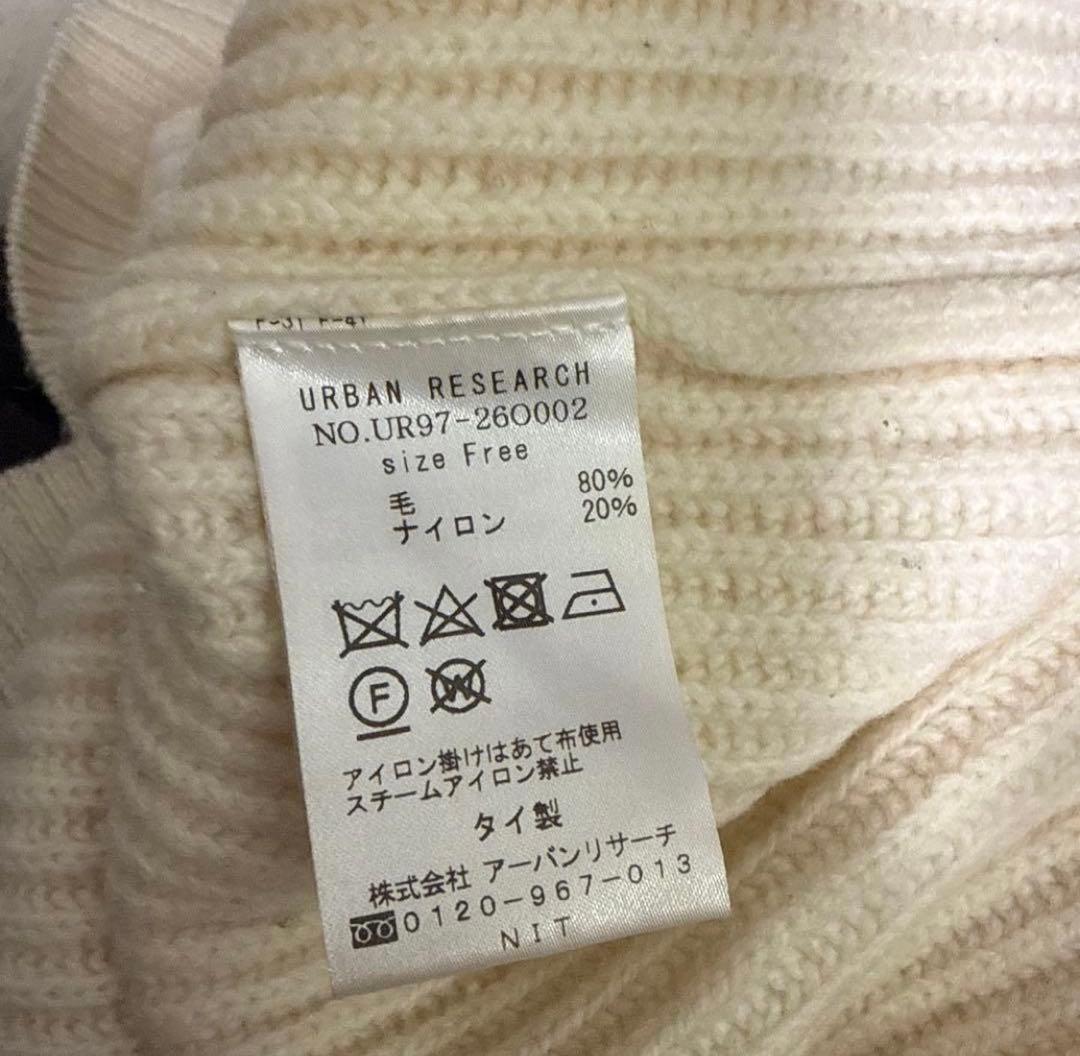 URBAN RESEARCH
NO.UR97-26O002
size Free
毛 80%
ナイロン 20%
F W
アイロン掛けはあて布使用
スチームアイロン禁止
タイ製
株式会社 アーバンリサーチ
0120-967-013
NIT